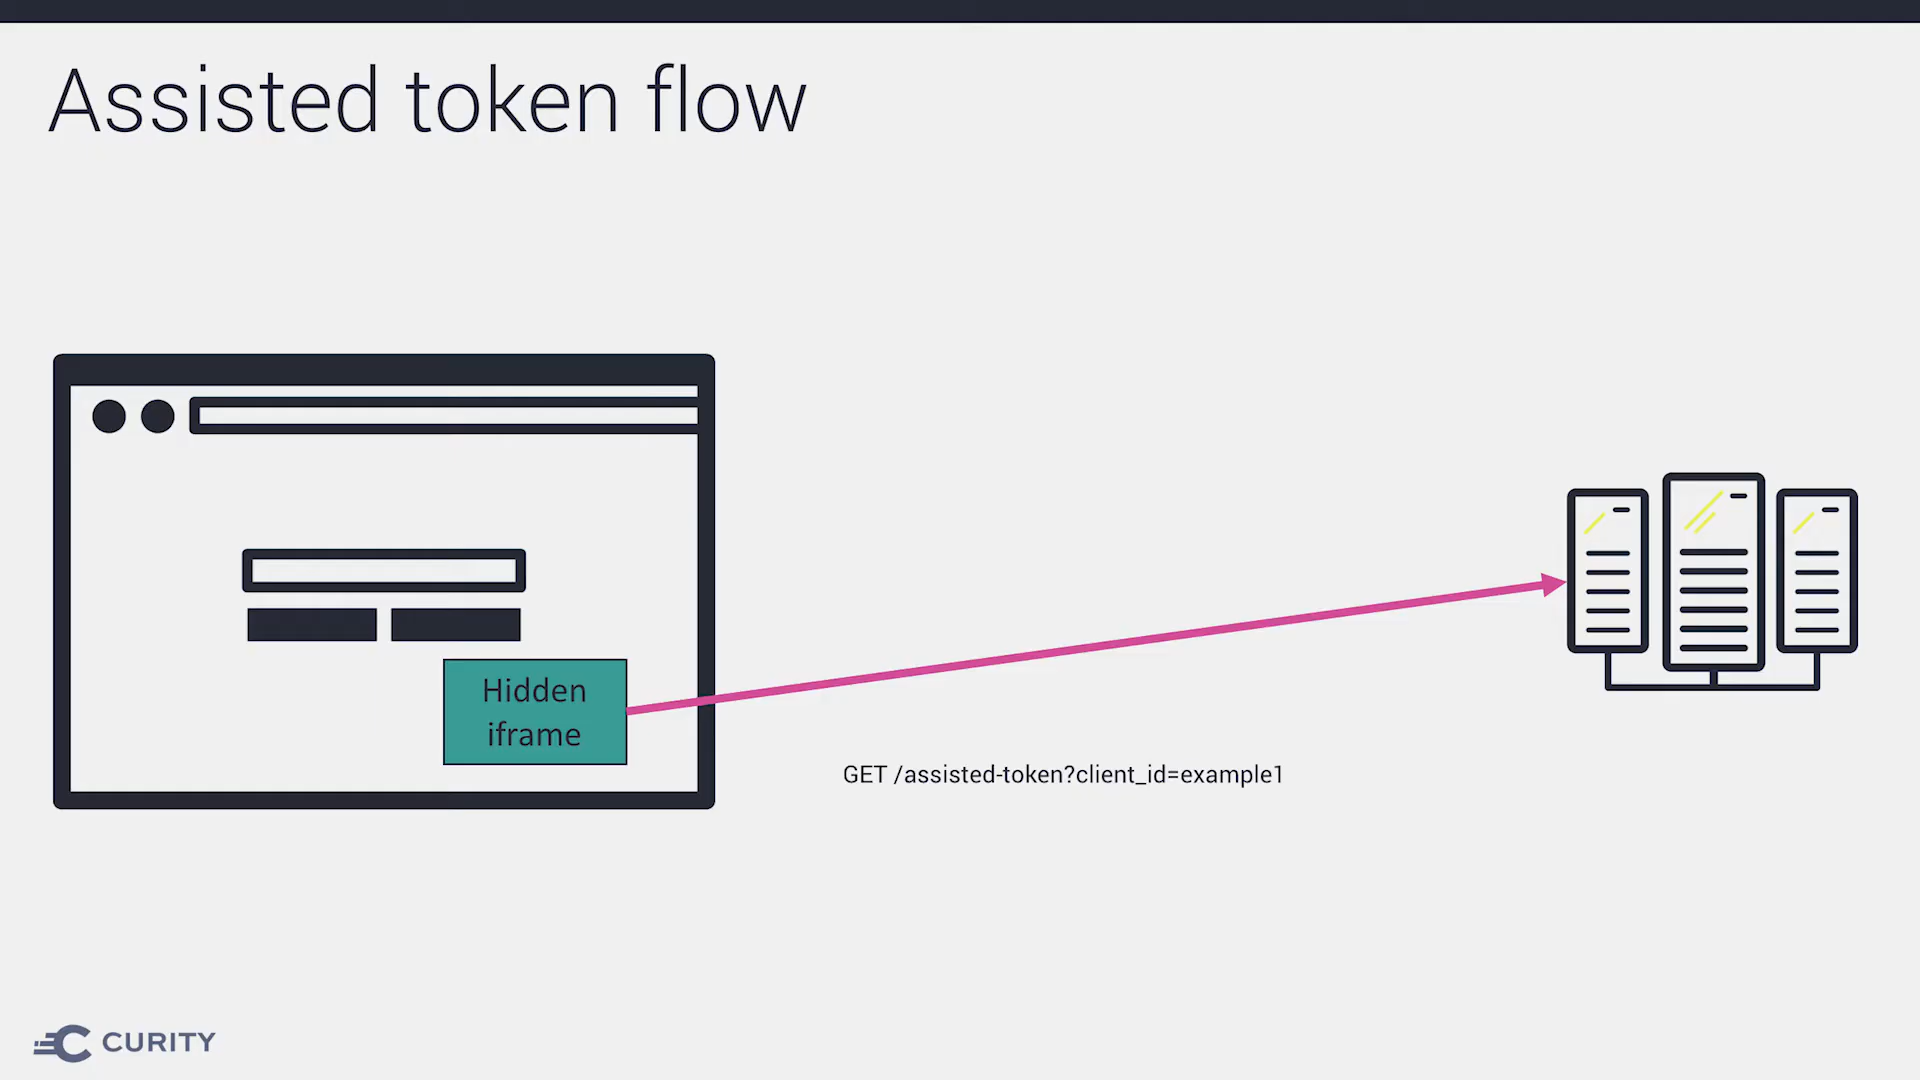 Assisted token flow
Hidden
iframe
GET /assisted-token?client_id=example1
CURITY